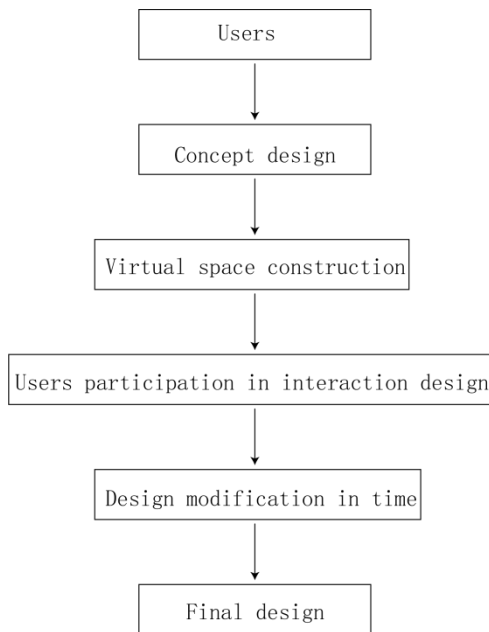 Users
Concept design
Virtual space construction
Users participation in interaction design
Design modification in time
Final design